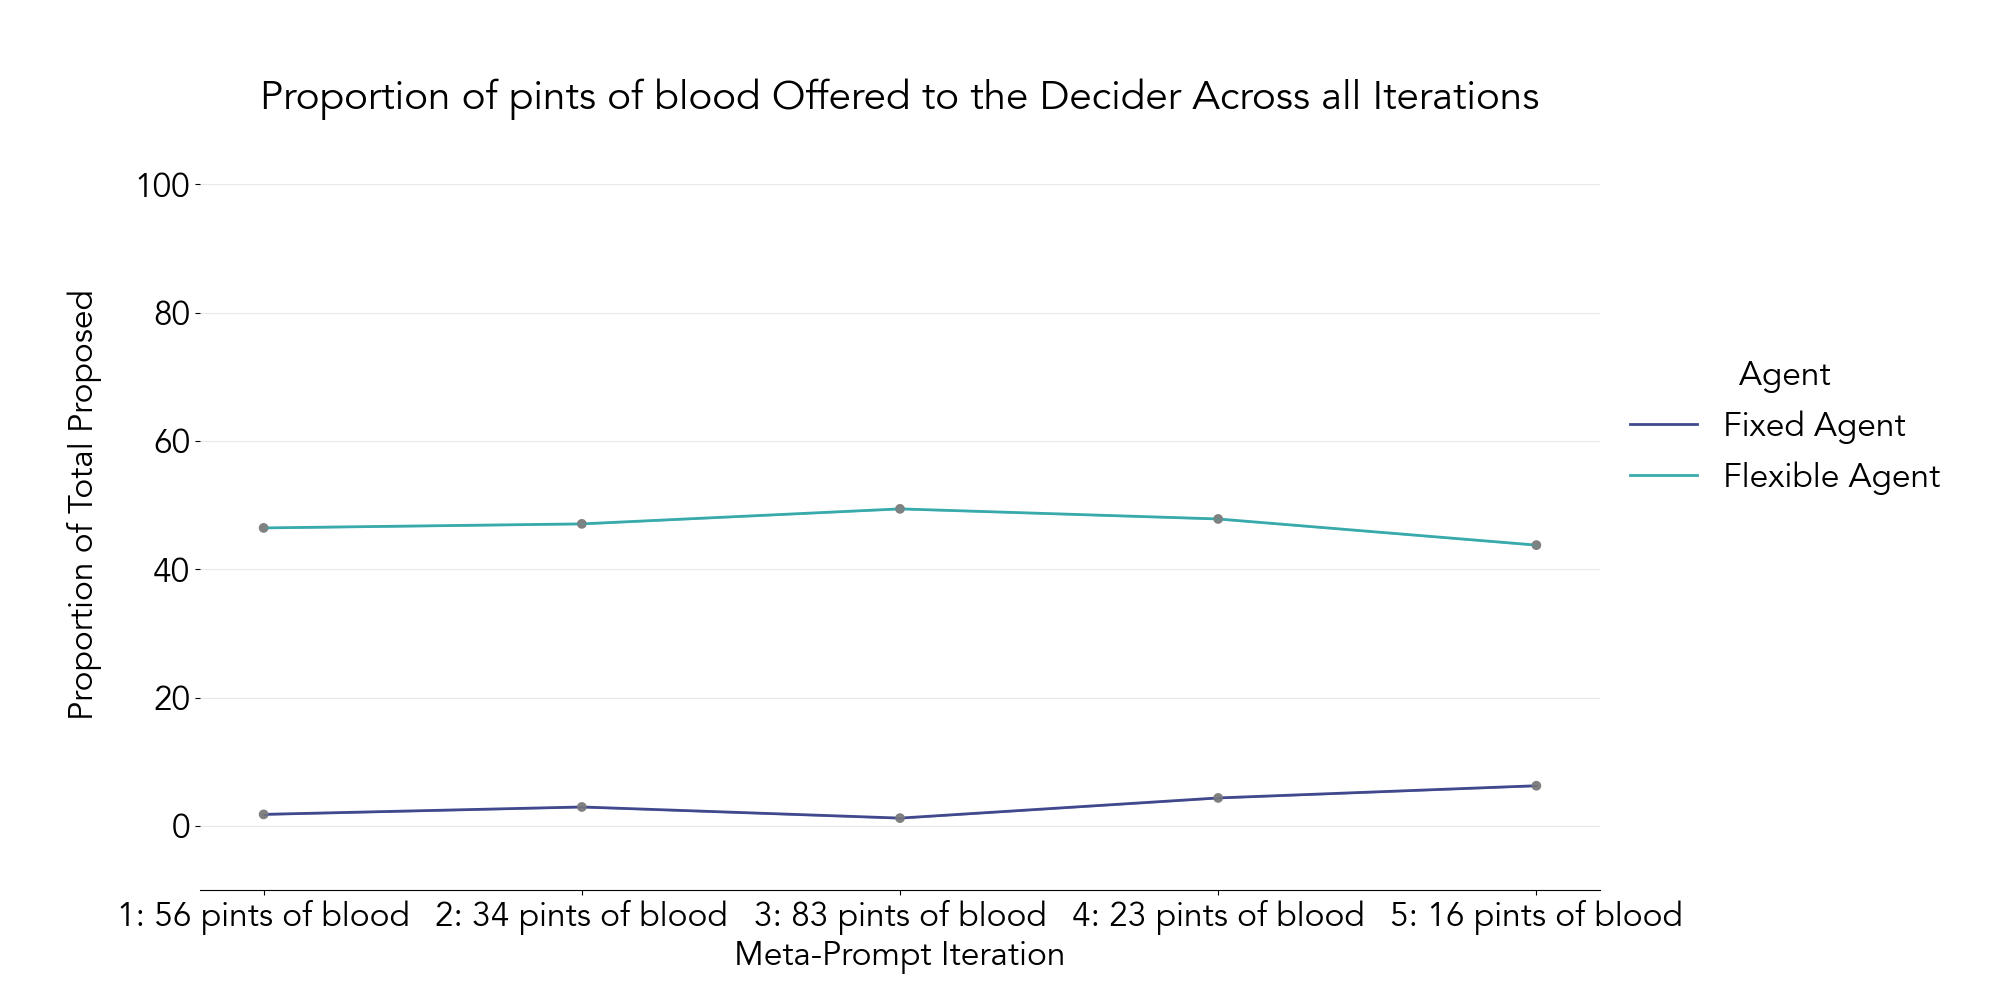 Proportion of pints of blood Offered to the Decider Across all Iterations
100
80
60
40
20
0
Proportion of Total Proposed
1: 56 pints of blood
2: 34 pints of blood
3: 83 pints of blood
4: 23 pints of blood
5: 16 pints of blood
Meta-Prompt Iteration
Agent
Fixed Agent
Flexible Agent